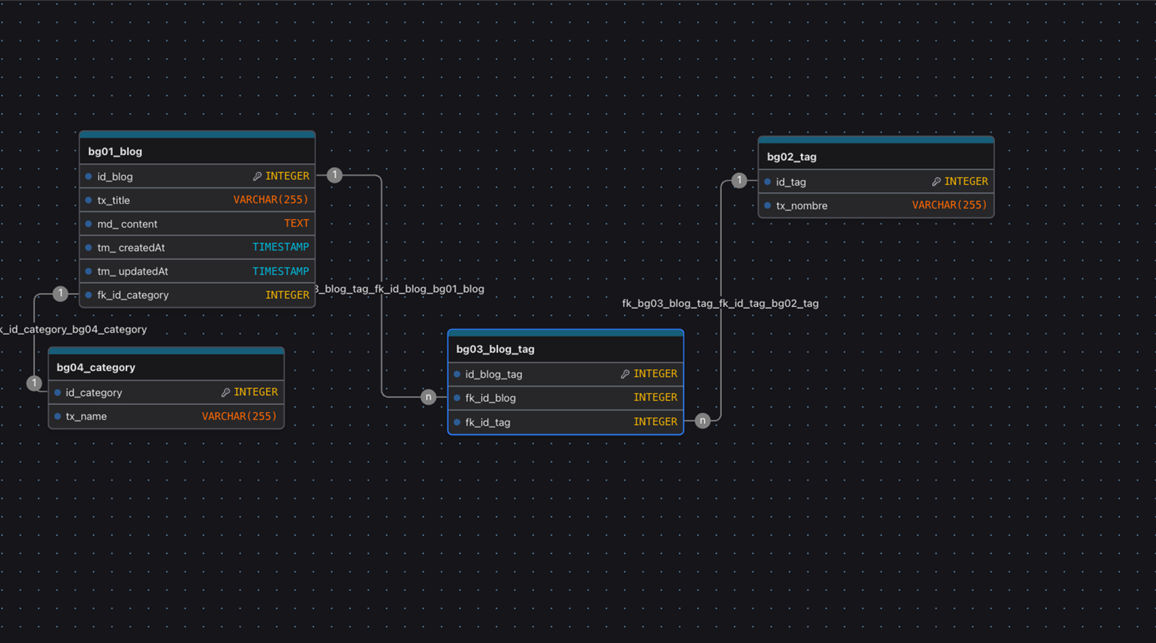 bg01_blog
id_blog INTEGER
tx_title VARCHAR(255)
md_ content TEXT
tm_ createdAt TIMESTAMP
tm_ updatedAt TIMESTAMP
fk_id_category INTEGER
1
1
_blog_tag_fk_id_blog_bg01_blog
_id_category_bg04_category
1
bg04_category
id_category INTEGER
tx_name VARCHAR(255)
bg03_blog_tag
id_blog_tag INTEGER
fk_id_blog INTEGER
fk_id_tag INTEGER
n
n
fk_bg03_blog_tag_fk_id_tag_bg02_tag
1
bg02_tag
id_tag INTEGER
tx_nombre VARCHAR(255)